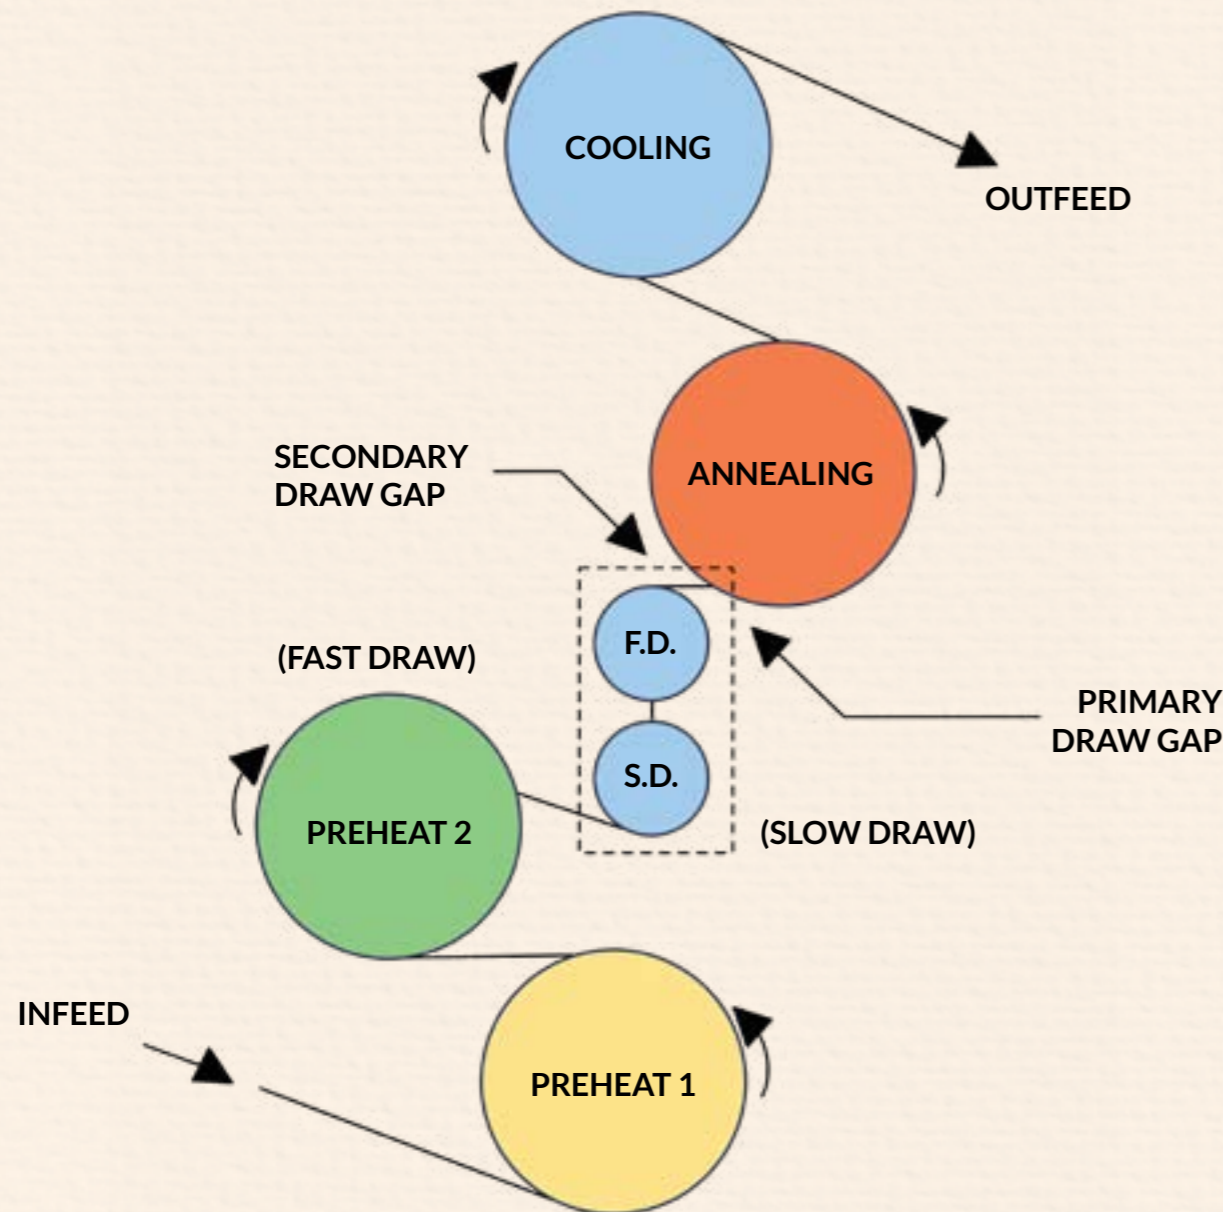 COOLING
OUTFEED
SECONDARY
DRAW GAP
ANNEALING
(FAST DRAW)
F.D.
PRIMARY
DRAW GAP
S.D.
PREHEAT 2
(SLOW DRAW)
INFEED
PREHEAT 1